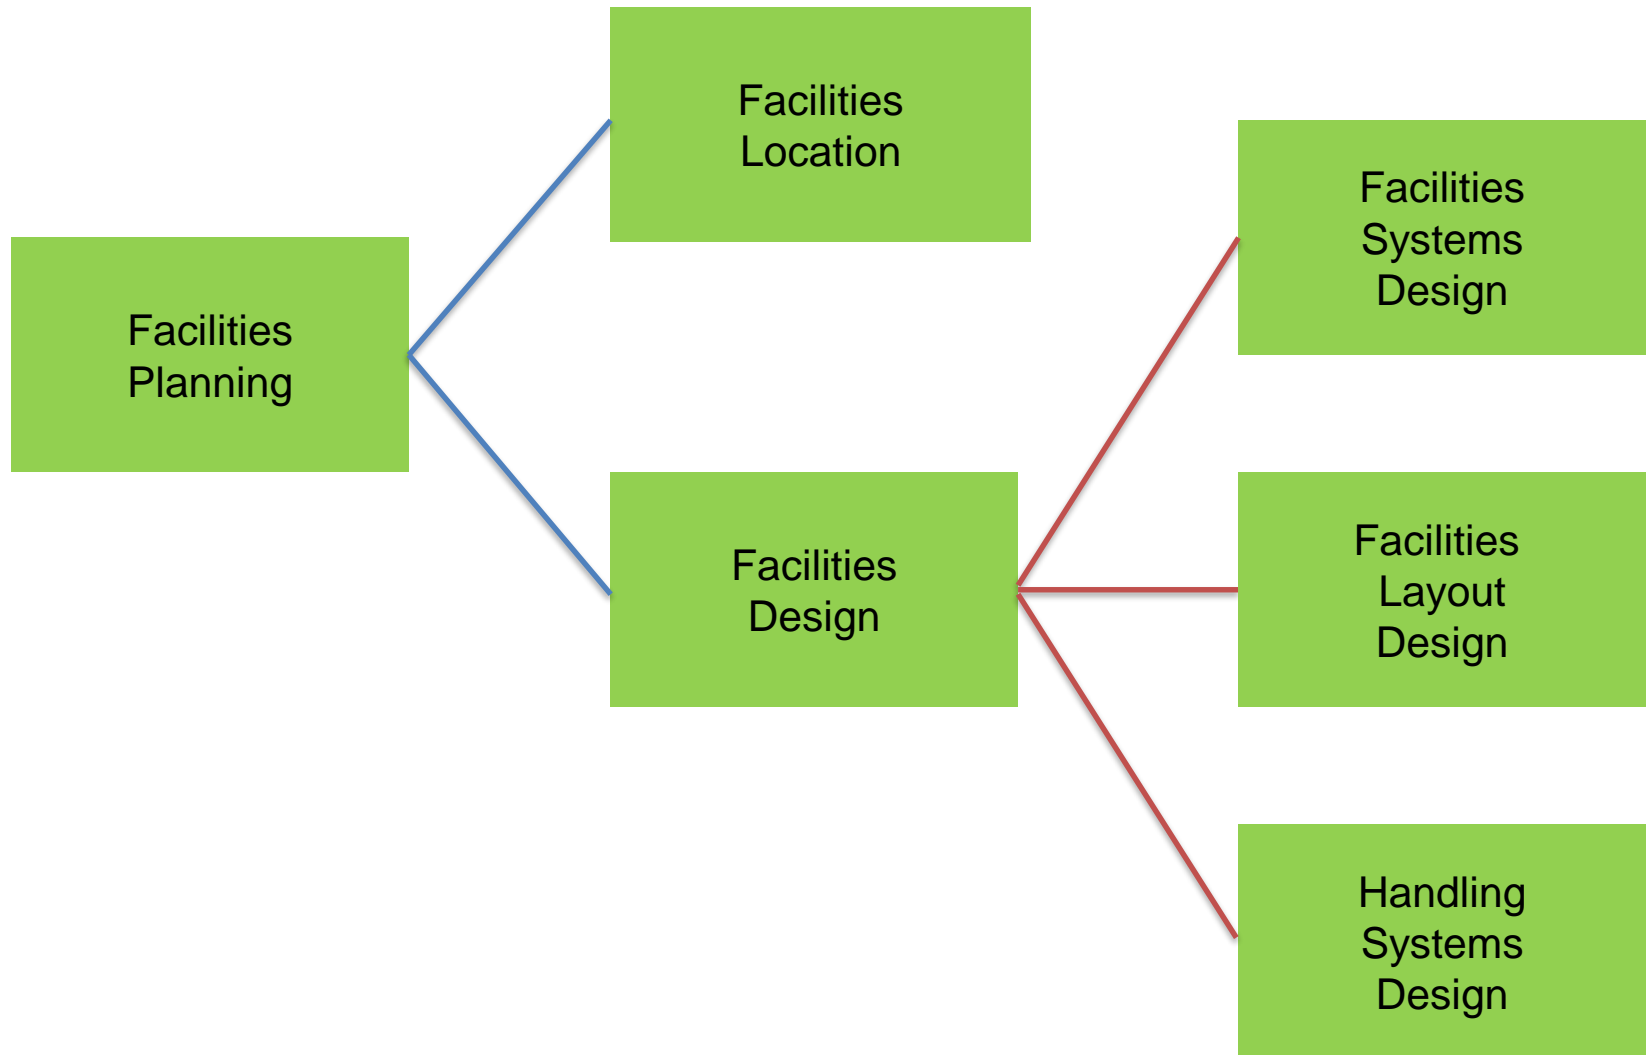 Facilities
Planning
Facilities
Location
Facilities
Design
Facilities
Systems
Design
Facilities
Layout
Design
Handling
Systems
Design